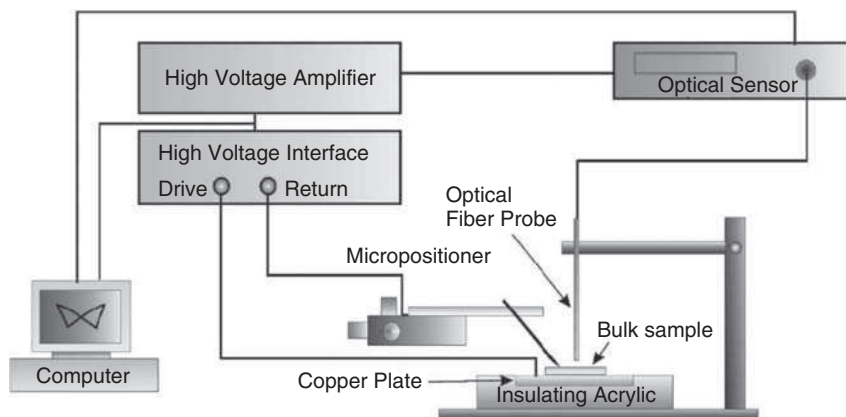 High Voltage Amplifier
Optical Sensor
High Voltage Interface
Drive
Return
Optical
Fiber Probe
Micropositioner
Bulk sample
Computer
Copper Plate
Insulating Acrylic